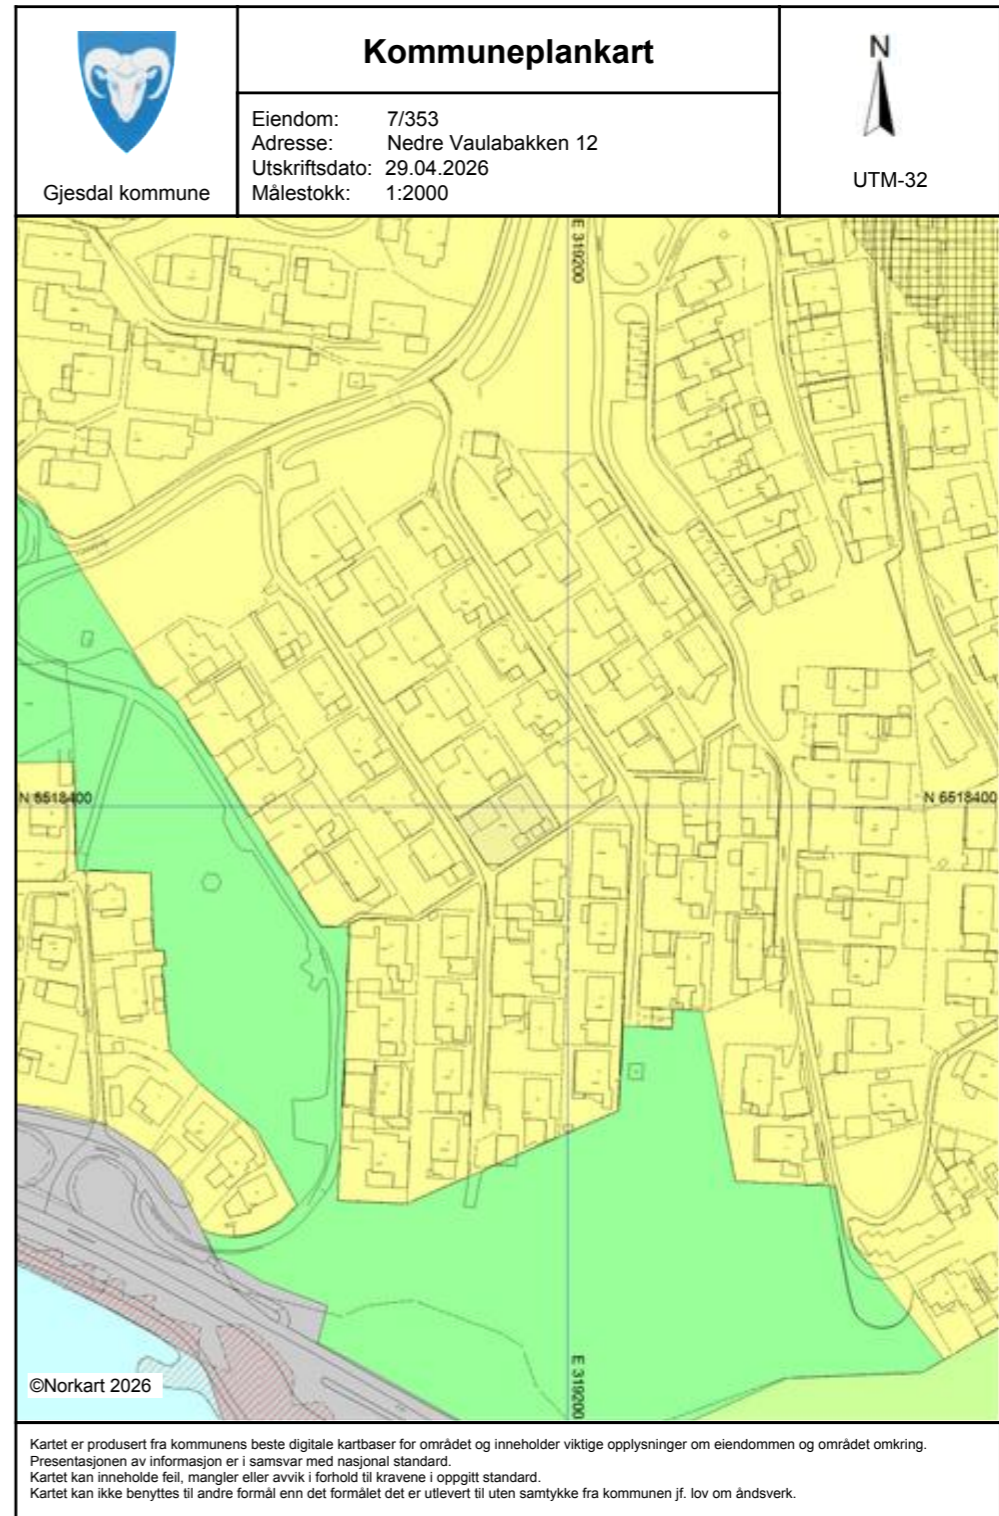 Kommuneplankart
Gjesdal kommune
Eiendom: 7/353
Adresse: Nedre Vaulabakken 12
Utskriftsdato: 29.04.2026
Målestokk: 1:2000
N
UTM-32
E 319200
N 6518400
N 6518400
E 319200
©Norkart 2026
Kartet er produsert fra kommunens beste digitale kartbaser for området og inneholder viktige opplysninger om eiendommen og området omkring.
Presentasjonen av informasjon er i samsvar med nasjonal standard.
Kartet kan inneholde feil, mangler eller avvik i forhold til kravene i oppgitt standard.
Kartet kan ikke benyttes til andre formål enn det formålet det er utlevert til uten samtykke fra kommunen jf. lov om åndsverk.